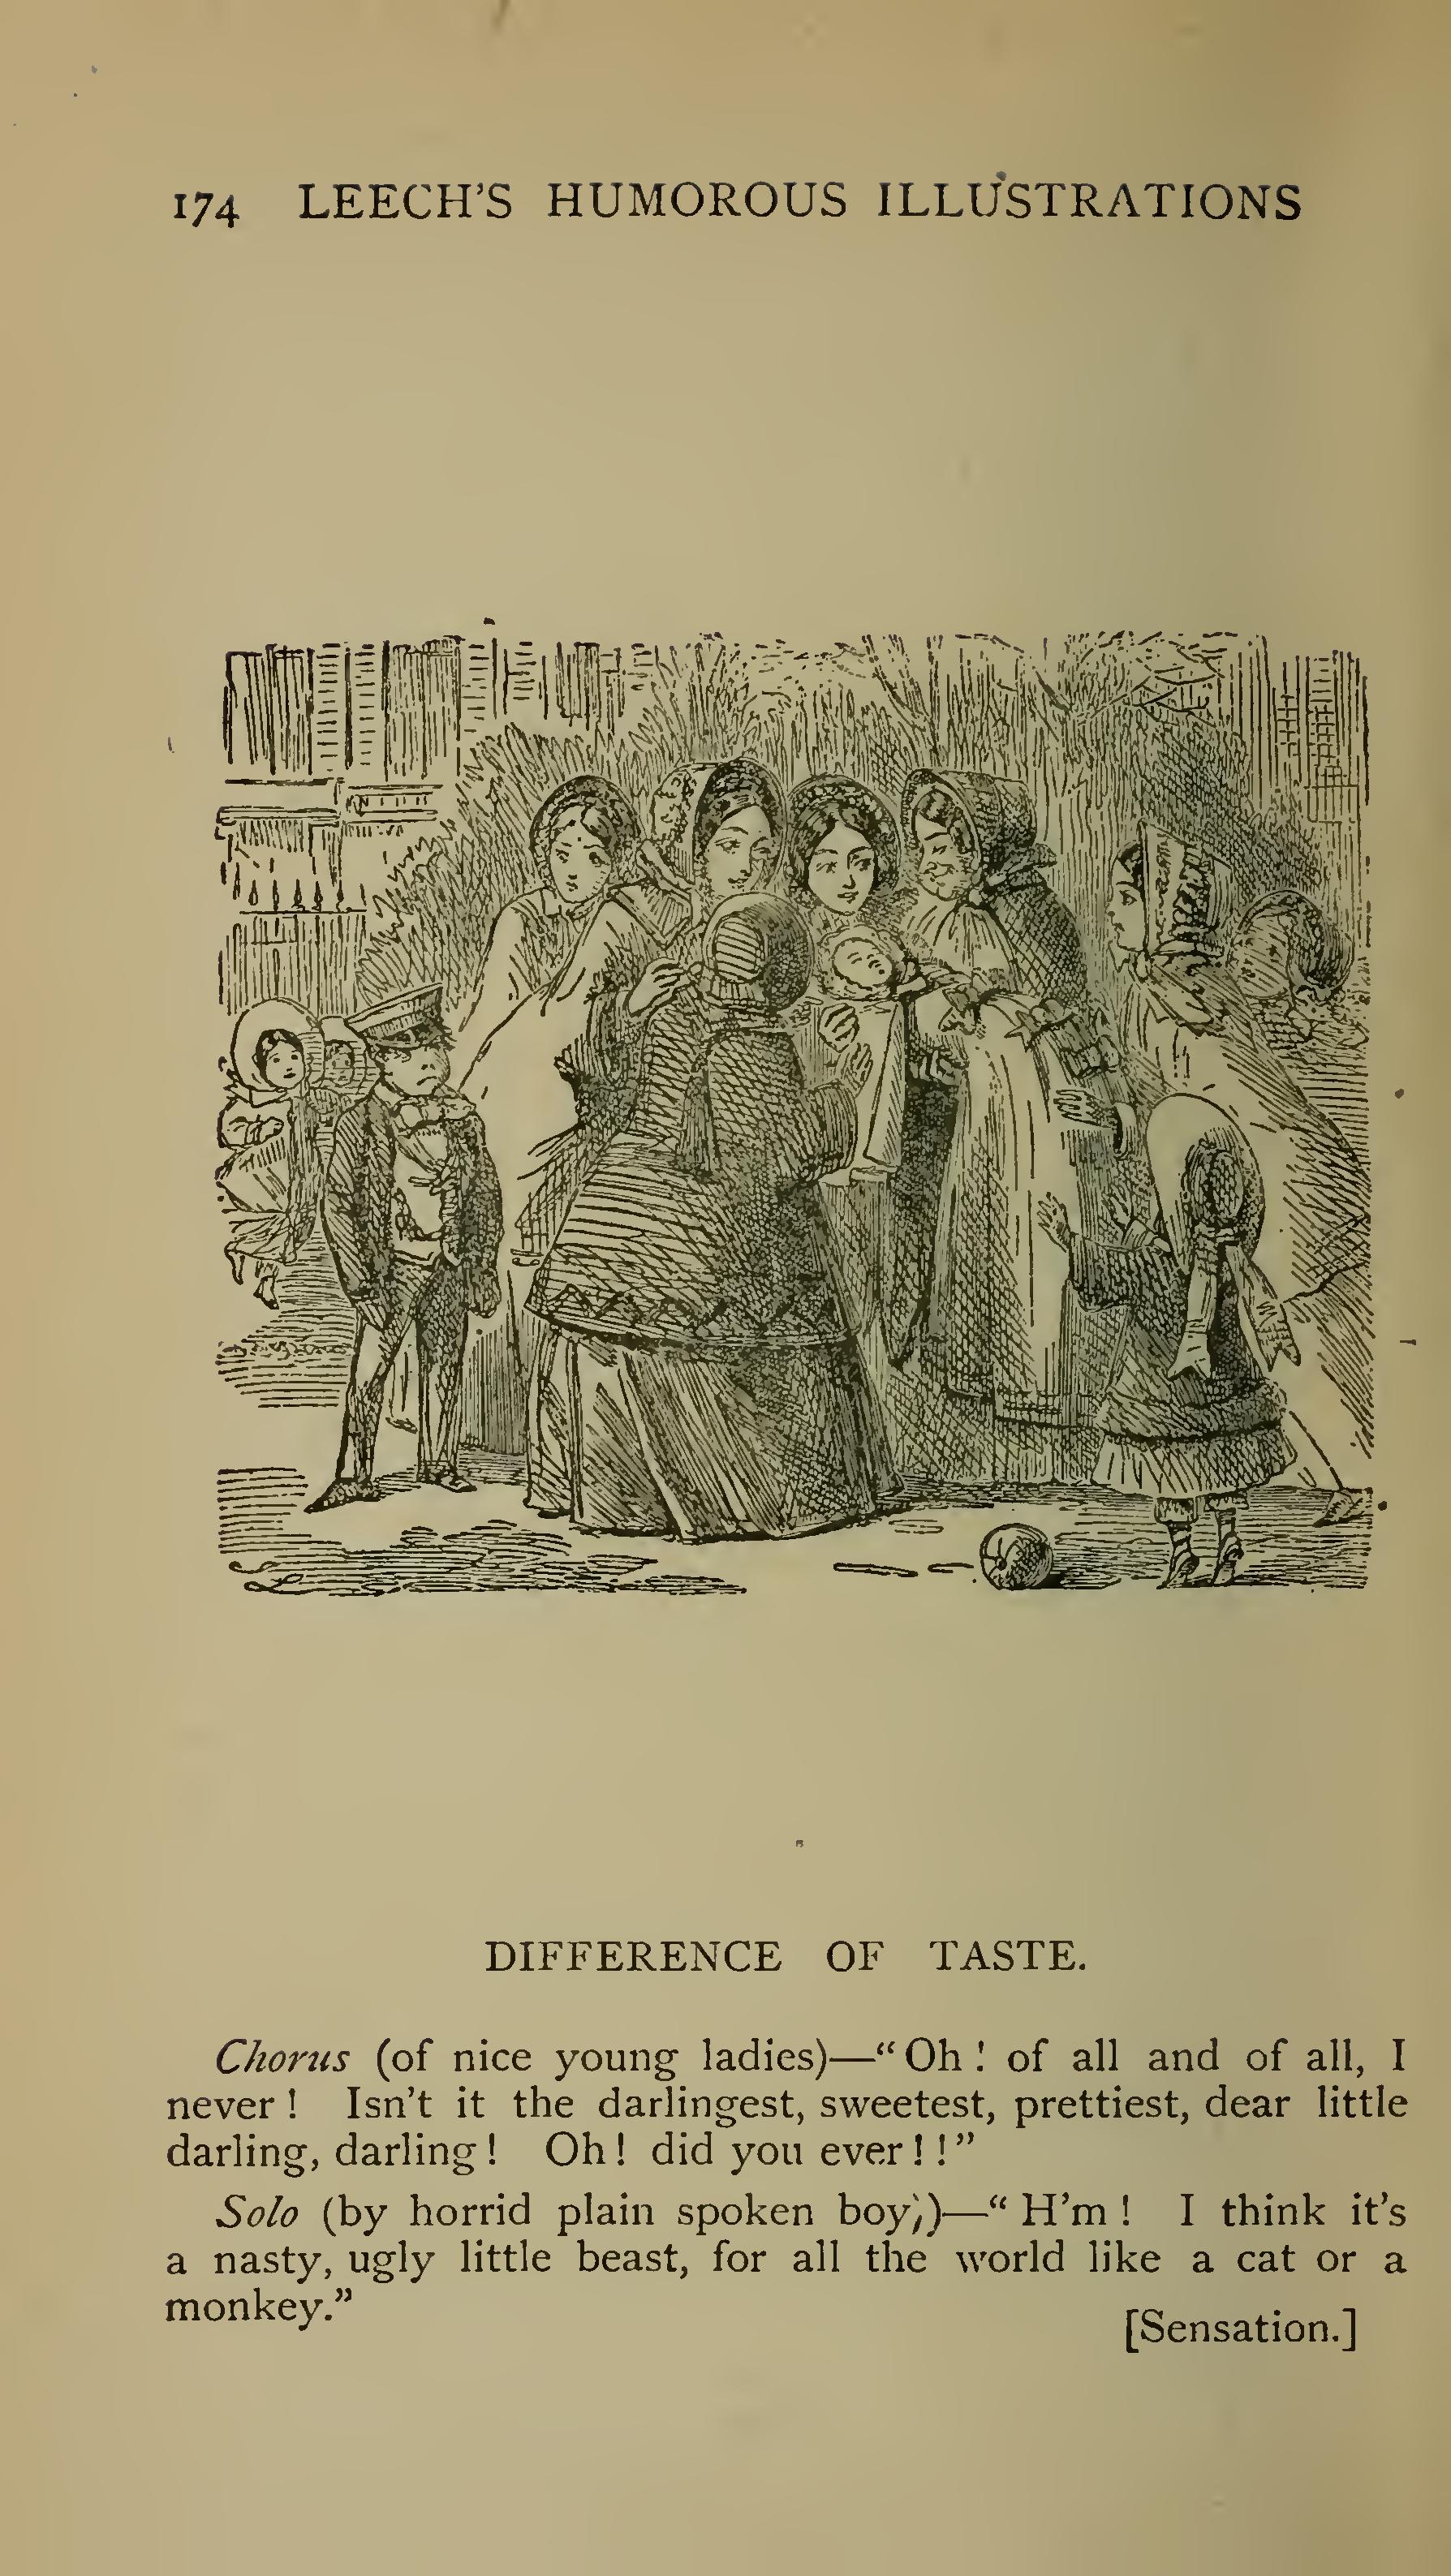 174 LEECH'S HUMOROUS ILLUSTRATIONS
DIFFERENCE OF TASTE.
Chorus (of nice young ladies)—“Oh! of all and of all, I
never! Isn't it the darlingest, sweetest, prettiest, dear little
darling, darling! Oh! did you ever!!”
Solo (by horrid plain spoken boy,)—“H'm! I think it's
a nasty, ugly little beast, for all the world like a cat or a
monkey.”
[Sensation.]